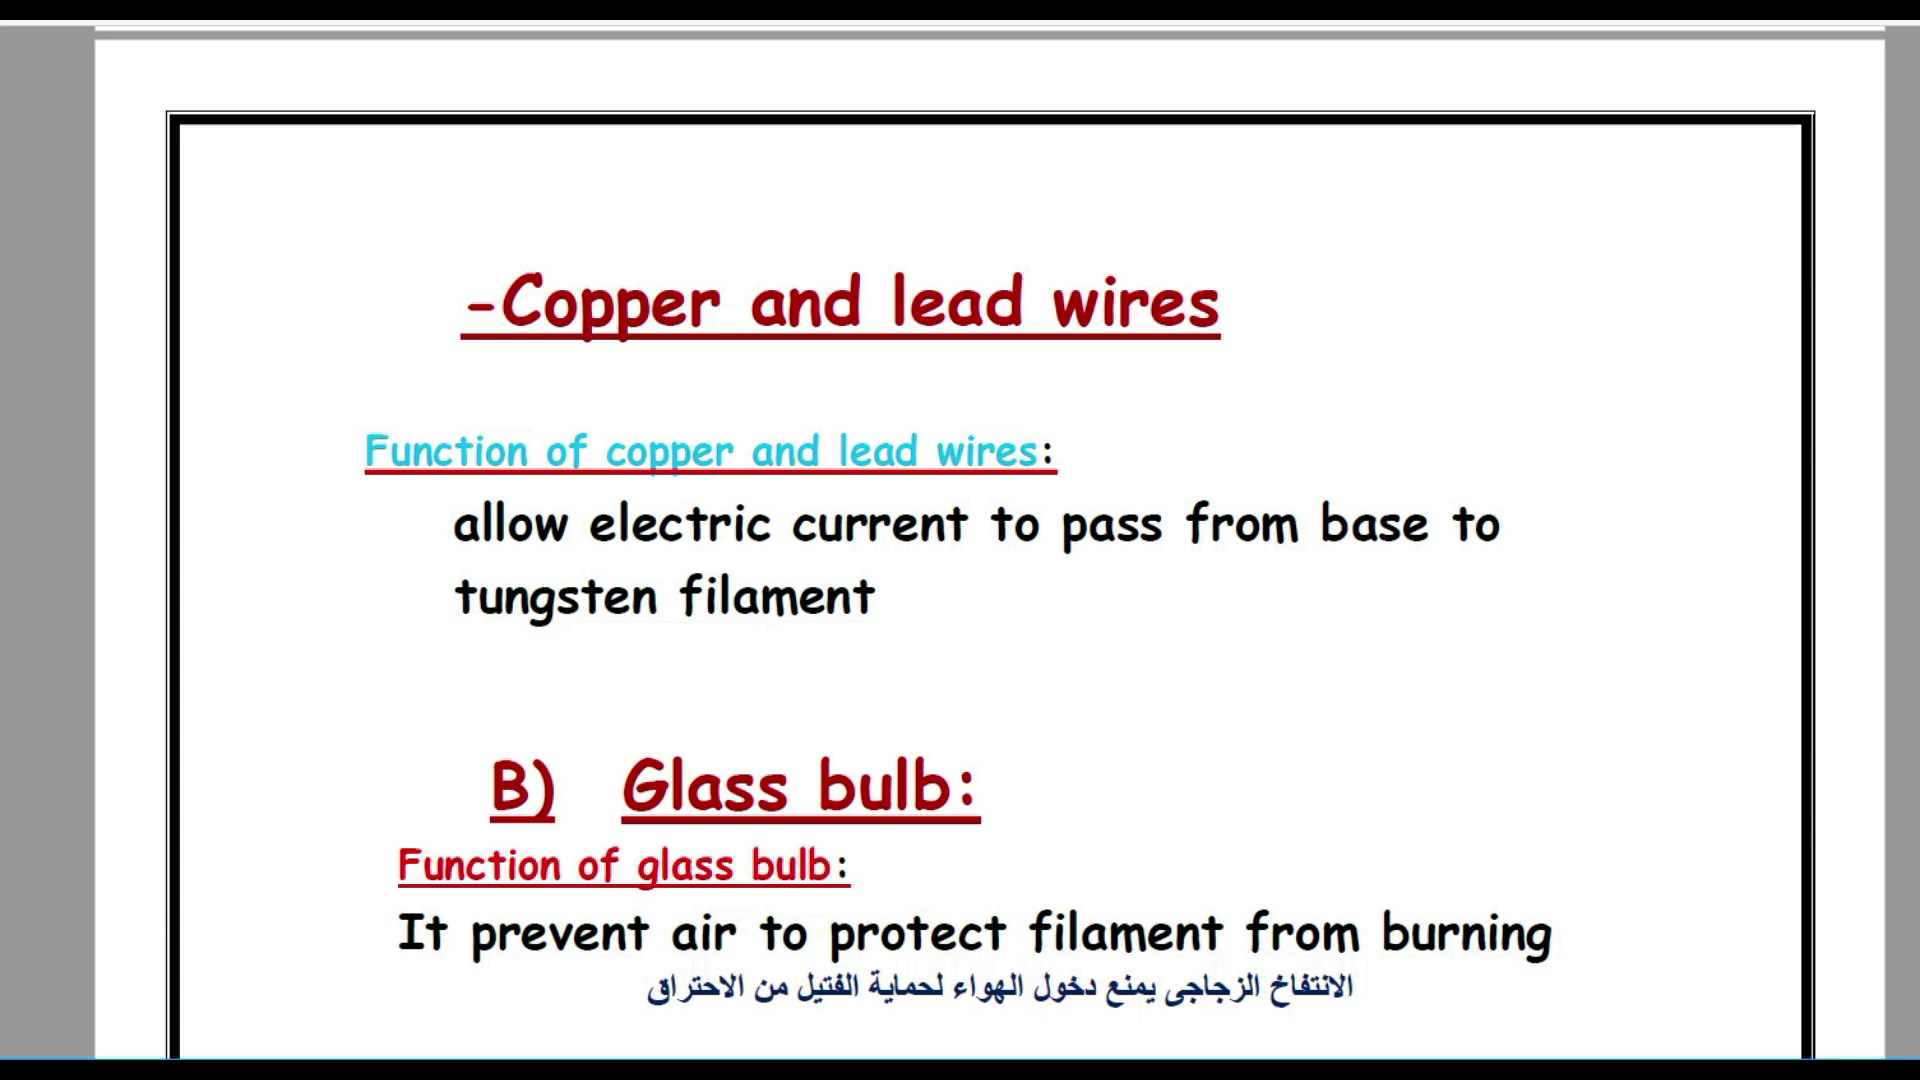 -Copper and lead wires
Function of copper and lead wires:
allow electric current to pass from base to
tungsten filament
B) Glass bulb:
Function of glass bulb:
It prevent air to protect filament from burning
الانتفاخ الزجاجى يمنع دخول الهواء لحماية الفتيل من الاحتراق